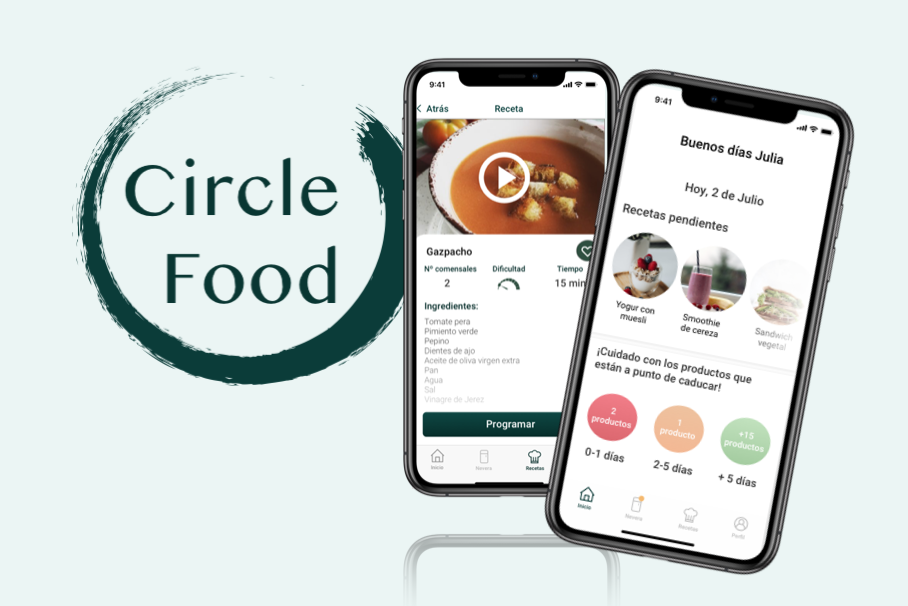 Circle
Food
9:41
Atrás
Receta
Gazpacho
Nº comensales
Dificultad
Tiempo
2
15 min
Ingredientes:
Tomate pera
Pimiento verde
Pepino
Dientes de ajo
Aceite de oliva virgen extra
Pan
Agua
Sal
Vinagre de Jerez
Programar
Inicio
Nevera
Recetas
9:41
Buenos días Julia
Hoy, 2 de Julio
Recetas pendientes
Yogur con
muesli
Smoothie
de cereza
Sandwich
vegetal
¡Cuidado con los productos que
están a punto de caducar!
2
productos
1
producto
+15
productos
0-1 días
2-5 días
+ 5 días
Inicio
Nevera
Recetas
Perfil